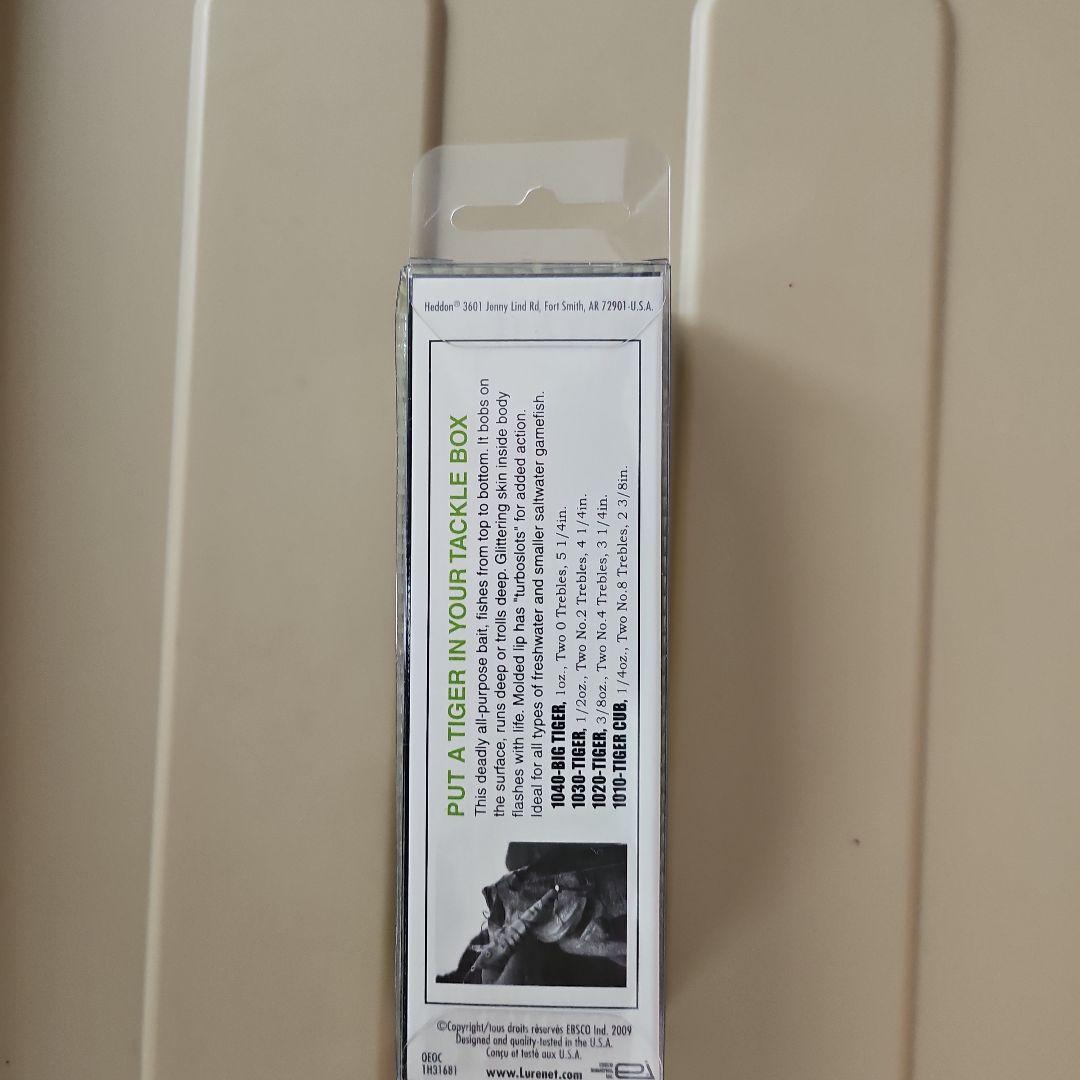 Heddon® 3601 Jenny Lind Rd, Fort Smith, AR 72901-U.S.A.
PUT A TIGER IN YOUR TACKLE BOX
This deadly all-purpose bait, fishes from top to bottom. It bobs on
the surface, runs deep or trolls deep. Glittering skin inside body
flashes with life. Molded lip has "turboslots" for added action.
Ideal for all types of freshwater and smaller saltwater gamefish.
1040-BIG TIGER, 1oz., Two 0 Trebles, 5 1/4in.
1030-TIGER, 1/2oz., Two No.2 Trebles, 4 1/4in.
1020-TIGER, 3/8oz., Two No.4 Trebles, 3 1/4in.
1010-TIGER CUB, 1/4oz., Two No.8 Trebles, 2 3/8in.
©Copyright/tous droits réservés EBSCO Ind. 2009
Designed and quality-tested in the U.S.A.
Conçu et testé aux U.S.A.
OEOC
1H31681
www.Lurenet.com